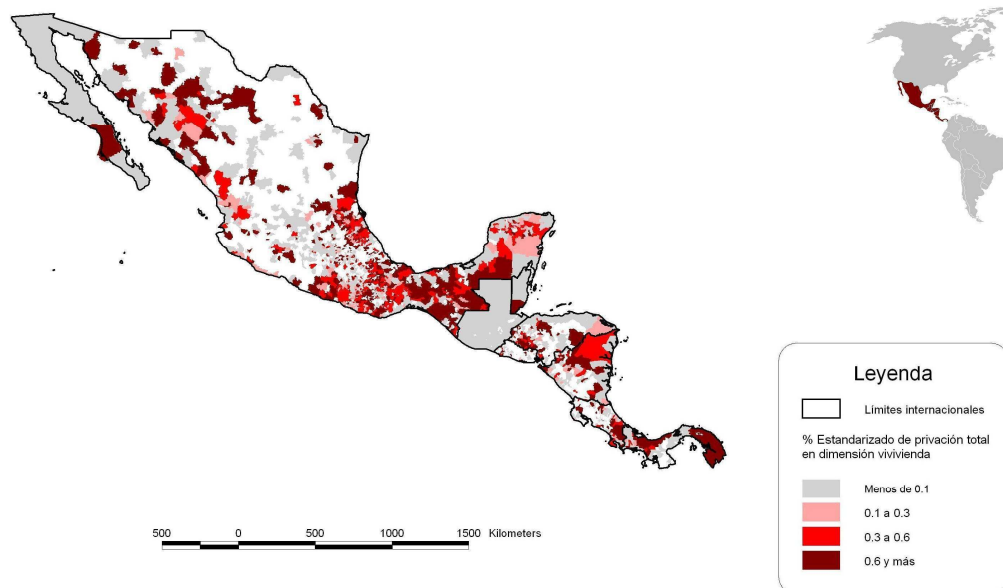 Leyenda
Límites internacionales
% Estandarizado de privación total
en dimensión vivivienda
Menos de 0.1
0.1 a 0.3
0.3 a 0.6
0.6 y más
500 0 500 1000 1500 Kilometers